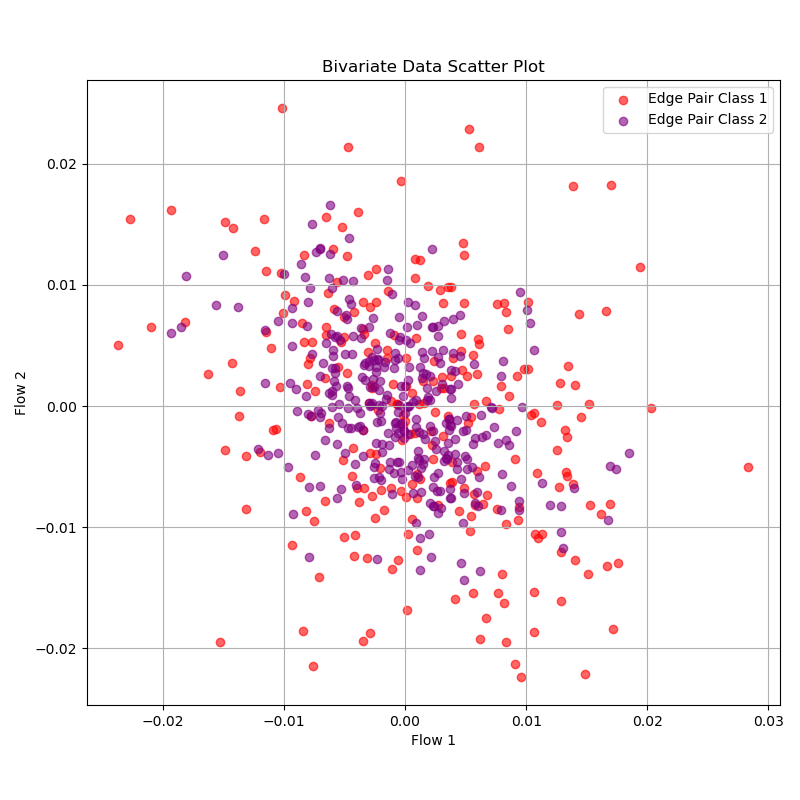 Bivariate Data Scatter Plot
Edge Pair Class 1
Edge Pair Class 2
0.02
0.01
0.00
−0.01
−0.02
Flow 2
−0.02
−0.01
0.00
0.01
0.02
0.03
Flow 1